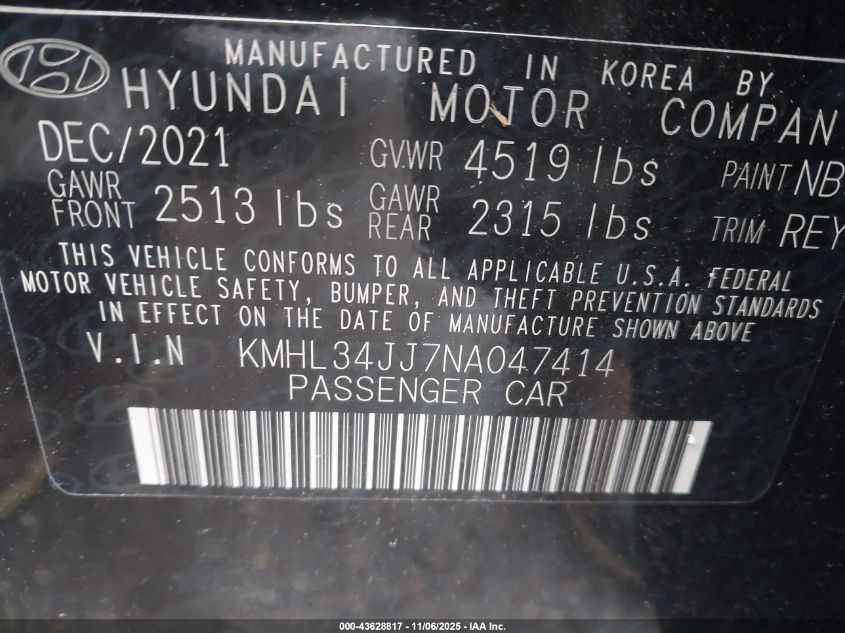 MANUFACTURED IN KOREA BY
HYUNDAI MOTOR COMPAN
DEC/2021 GVWR 4519 lbs PAINT NB
GAWR FRONT 2513 lbs GAWR REAR 2315 lbs TRIM REY
THIS VEHICLE CONFORMS TO ALL APPLICABLE U.S.A. FEDERAL
MOTOR VEHICLE SAFETY, BUMPER, AND THEFT PREVENTION STANDARDS
IN EFFECT ON THE DATE OF MANUFACTURE SHOWN ABOVE
V.I.N KMHL34JJ7NA047414
PASSENGER CAR
000-43628817 - 11/06/2025 - IAA Inc.